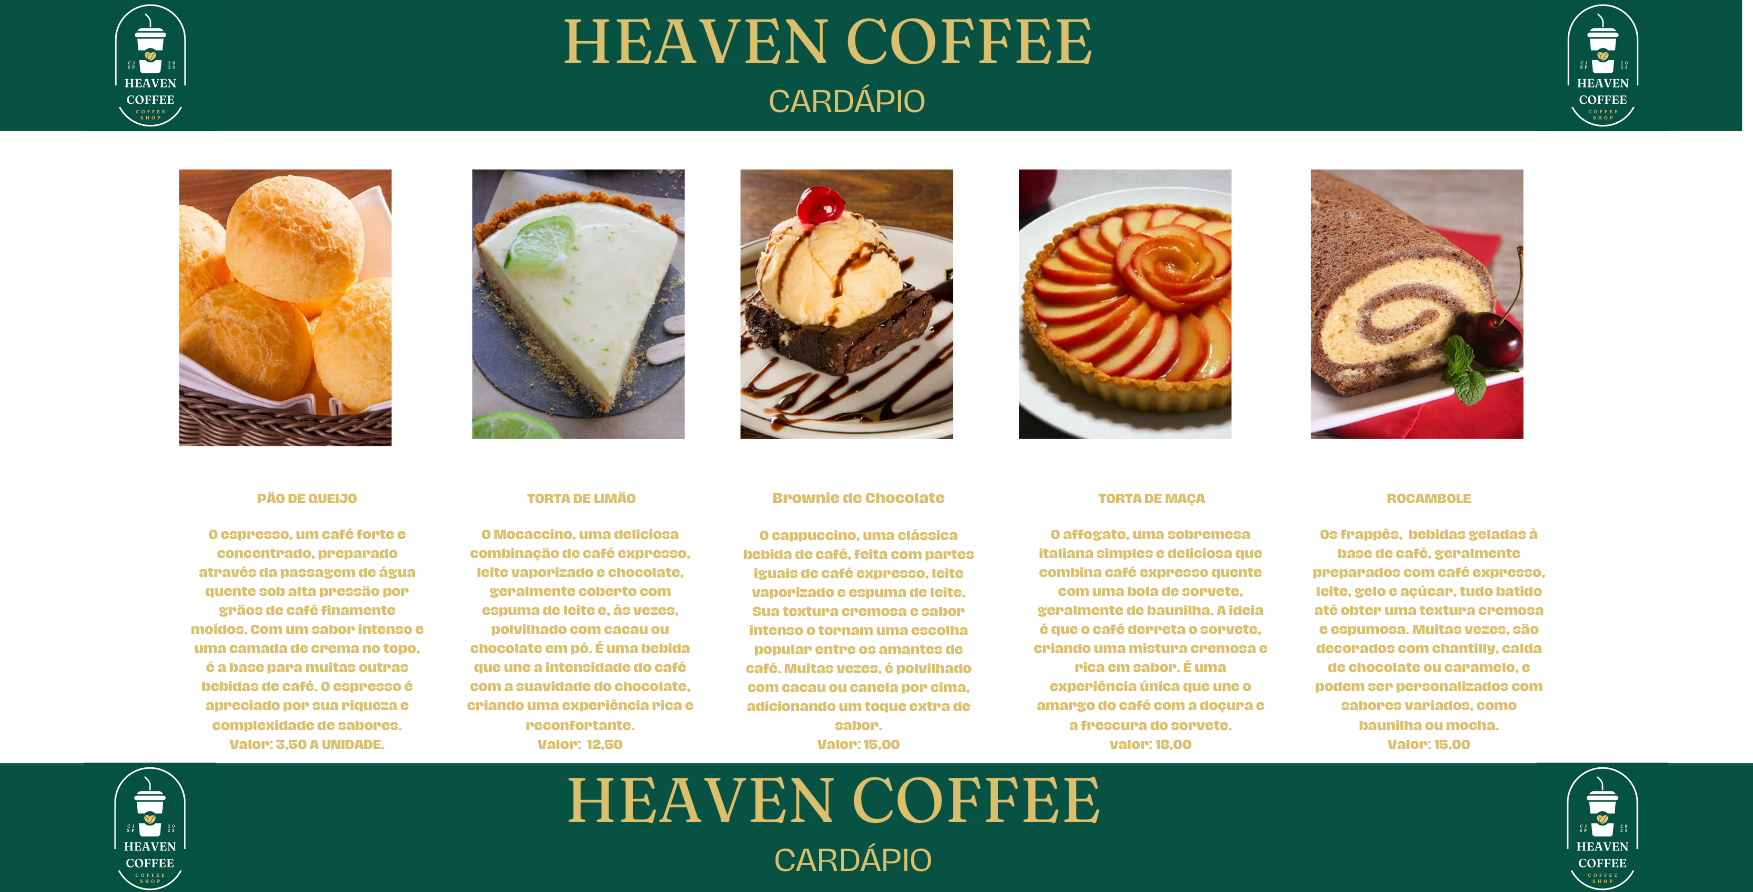 HEAVEN
COFFEE
COFFEE
SHOP
HEAVEN COFFEE
CARDÁPIO
HEAVEN
COFFEE
COFFEE
SHOP
PÃO DE QUEIJO
O espresso, um café forte e
concentrado, preparado
através da passagem de água
quente sob alta pressão por
grãos de café finamente
moídos. Com um sabor intenso e
uma camada de crema no topo,
é a base para muitas outras
bebidas de café. O espresso é
apreciado por sua riqueza e
complexidade de sabores.
Valor: 3,50 A UNIDADE.
TORTA DE LIMÃO
O Mocaccino, uma deliciosa
combinação de café expresso,
leite vaporizado e chocolate,
geralmente coberto com
espuma de leite e, às vezes,
polvilhado com cacau ou
chocolate em pó. É uma bebida
que une a intensidade do café
com a suavidade do chocolate,
criando uma experiência rica e
reconfortante.
Valor: 12,50
Brownie de Chocolate
O cappuccino, uma clássica
bebida de café, feita com partes
iguais de café expresso, leite
vaporizado e espuma de leite.
Sua textura cremosa e sabor
intenso o tornam uma escolha
popular entre os amantes de
café. Muitas vezes, é polvilhado
com cacau ou canela por cima,
adicionando um toque extra de
sabor.
Valor: 15,00
TORTA DE MAÇA
O affogato, uma sobremesa
italiana simples e deliciosa que
combina café expresso quente
com uma bola de sorvete,
geralmente de baunilha. A ideia
é que o café derreta o sorvete,
criando uma mistura cremosa e
rica em sabor. É uma
experiência única que une o
amargo do café com a doçura e
a frescura do sorvete.
valor: 18,00
ROCAMBOLE
Os frappês, bebidas geladas à
base de café, geralmente
preparados com café expresso,
leite, gelo e açúcar, tudo batido
até obter uma textura cremosa
e espumosa. Muitas vezes, são
decorados com chantilly, calda
de chocolate ou caramelo, e
podem ser personalizados com
sabores variados, como
baunilha ou mocha.
Valor: 15,00
HEAVEN
COFFEE
COFFEE
SHOP
HEAVEN COFFEE
CARDÁPIO
HEAVEN
COFFEE
COFFEE
SHOP